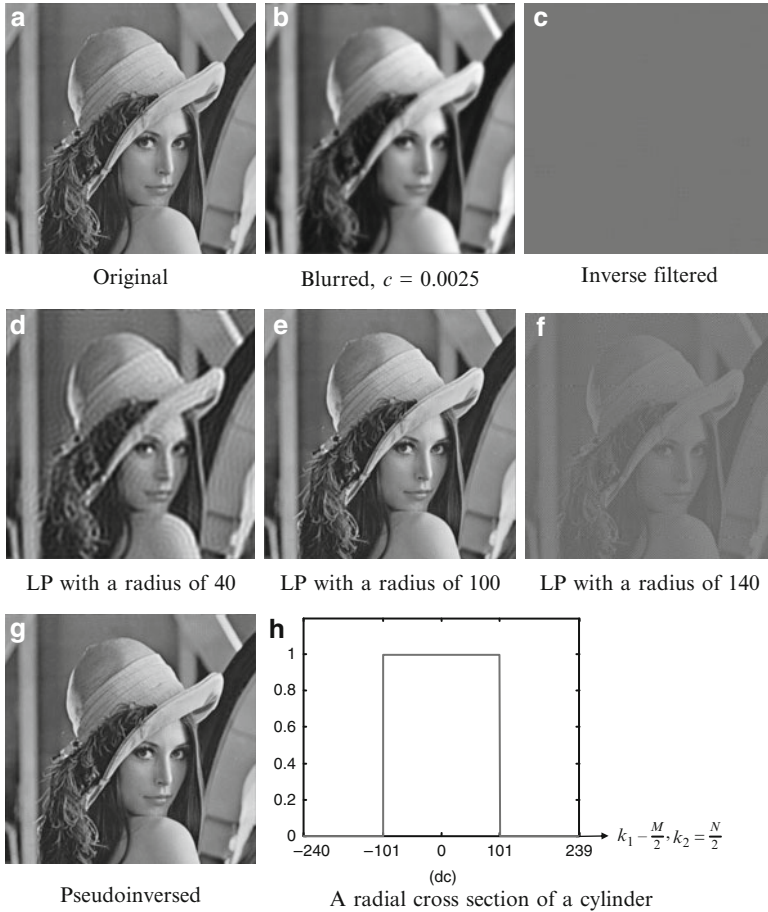 a
b
c
Original
Blurred, c = 0.0025
Inverse filtered
d
e
f
LP with a radius of 40
LP with a radius of 100
LP with a radius of 140
g
h
1
0.8
0.6
0.4
0.2
0
−240
−101
0
101
239
(dc)
k₁ − M/2, k₂ = N/2
Pseudoinversed
A radial cross section of a cylinder